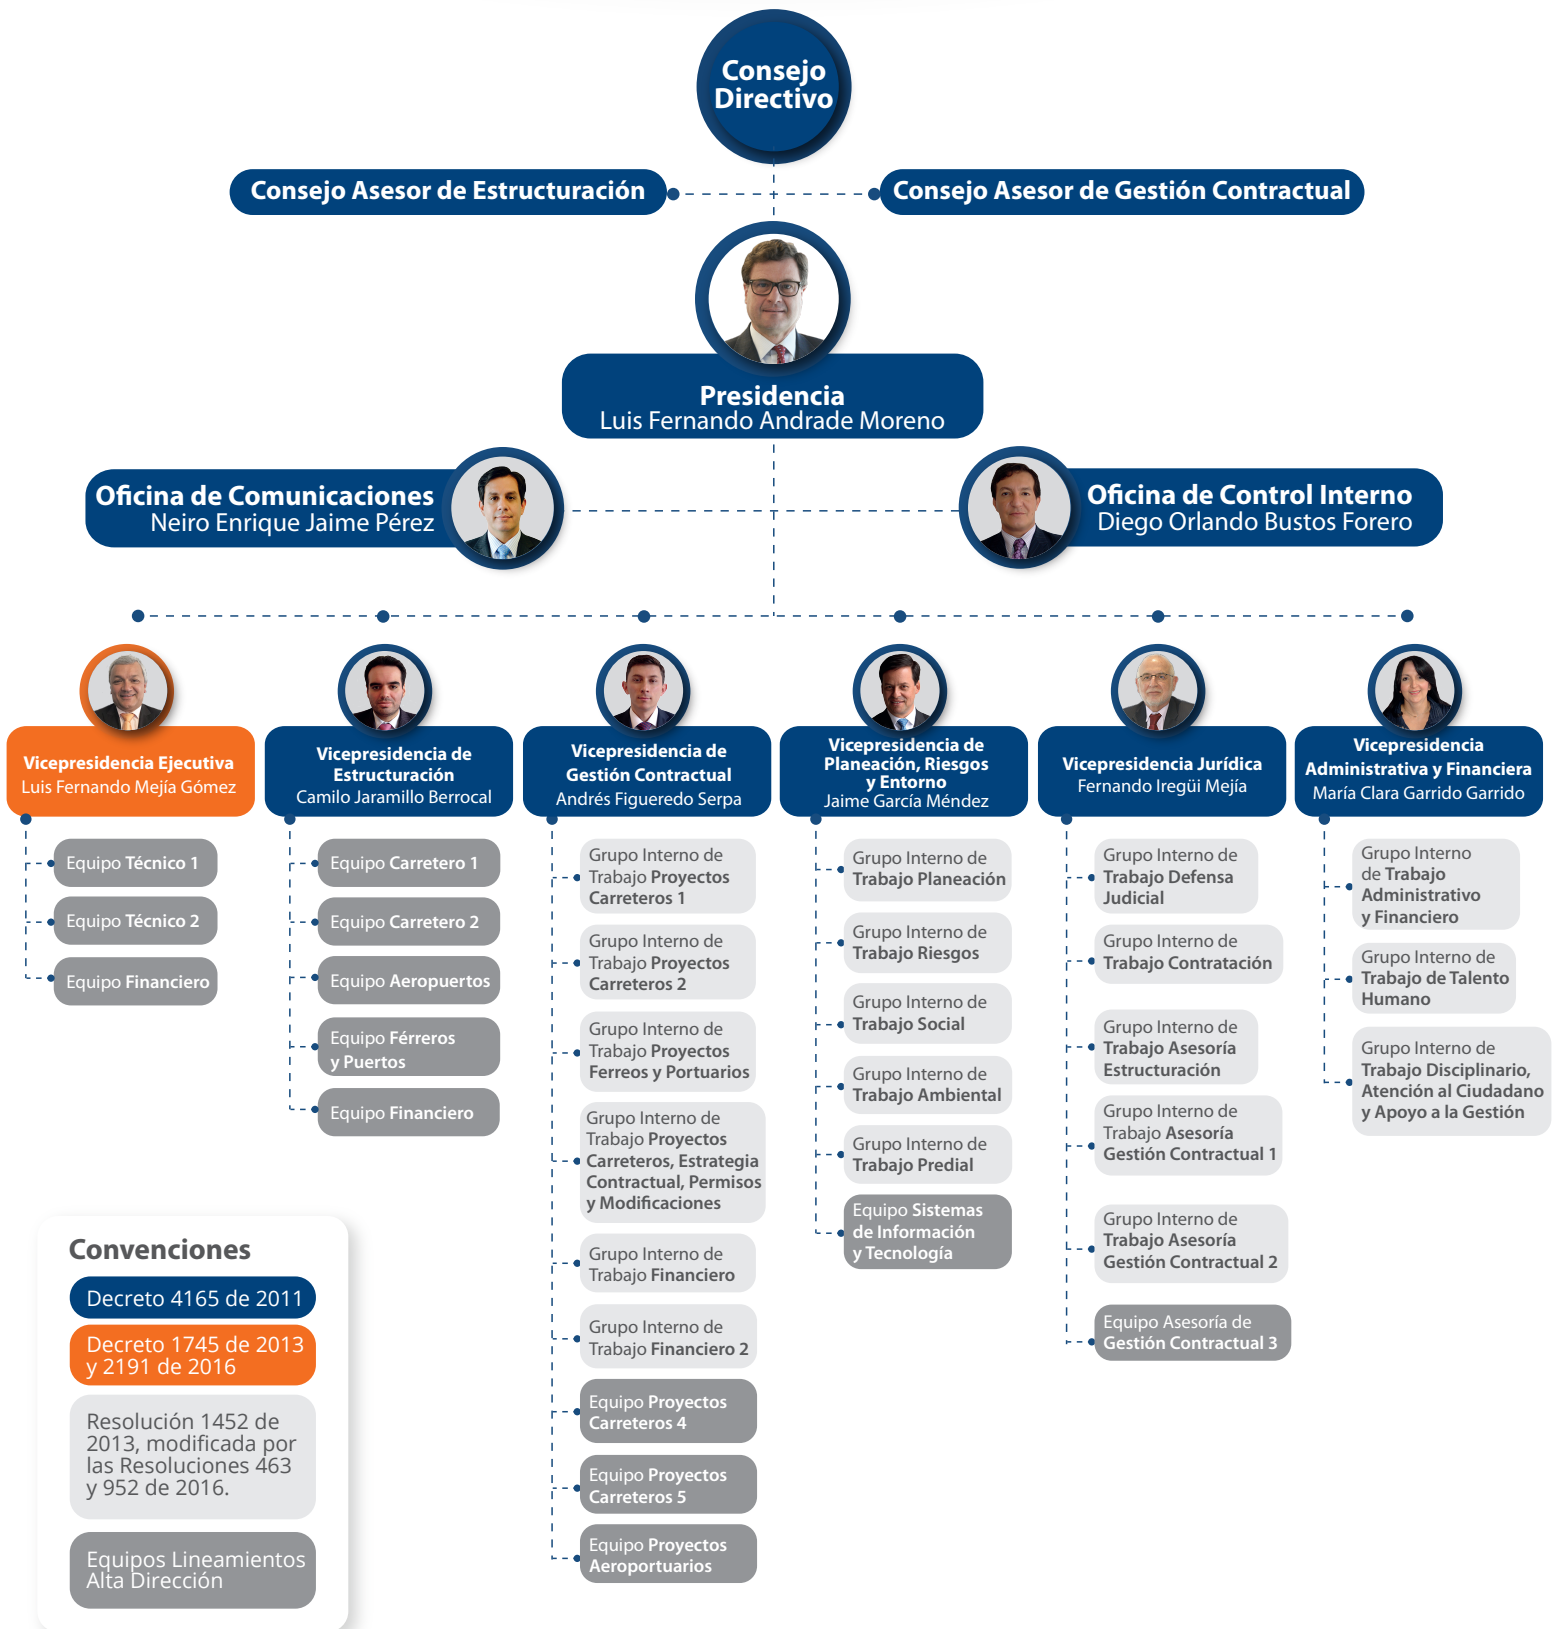 Consejo
Directivo
Consejo Asesor de Estructuración
Consejo Asesor de Gestión Contractual
Presidencia
Luis Fernando Andrade Moreno
Oficina de Comunicaciones
Neiro Enrique Jaime Pérez
Oficina de Control Interno
Diego Orlando Bustos Forero
Vicepresidencia Ejecutiva
Luis Fernando Mejía Gómez
Equipo Técnico 1
Equipo Técnico 2
Equipo Financiero
Vicepresidencia de
Estructuración
Camilo Jaramillo Berrocal
Equipo Carretero 1
Equipo Carretero 2
Equipo Aeropuertos
Equipo Férreros
y Puertos
Equipo Financiero
Vicepresidencia de
Gestión Contractual
Andrés Figueredo Serpa
Grupo Interno de
Trabajo Proyectos
Carreteros 1
Grupo Interno de
Trabajo Proyectos
Carreteros 2
Grupo Interno de
Trabajo Proyectos
Ferreos y Portuarios
Grupo Interno de
Trabajo Proyectos
Carreteros, Estrategia
Contractual, Permisos
y Modificaciones
Grupo Interno de
Trabajo Financiero
Grupo Interno de
Trabajo Financiero 2
Equipo Proyectos
Carreteros 4
Equipo Proyectos
Carreteros 5
Equipo Proyectos
Aeroportuarios
Vicepresidencia de
Planeación, Riesgos
y Entorno
Jaime García Méndez
Grupo Interno de
Trabajo Planeación
Grupo Interno de
Trabajo Riesgos
Grupo Interno de
Trabajo Social
Grupo Interno de
Trabajo Ambiental
Grupo Interno de
Trabajo Predial
Equipo Sistemas
de Información
y Tecnología
Vicepresidencia Jurídica
Fernando Iregüi Mejía
Grupo Interno de
Trabajo Defensa
Judicial
Grupo Interno de
Trabajo Contratación
Grupo Interno de
Trabajo Asesoría
Estructuración
Grupo Interno de
Trabajo Asesoría
Gestión Contractual 1
Grupo Interno de
Trabajo Asesoría
Gestión Contractual 2
Equipo Asesoría de
Gestión Contractual 3
Vicepresidencia
Administrativa y Financiera
María Clara Garrido Garrido
Grupo Interno
de Trabajo
Administrativo
y Financiero
Grupo Interno de
Trabajo de Talento
Humano
Grupo Interno de
Trabajo Disciplinario,
Atención al Ciudadano
y Apoyo a la Gestión
Convenciones
Decreto 4165 de 2011
Decreto 1745 de 2013
y 2191 de 2016
Resolución 1452 de
2013, modificada por
las Resoluciones 463
y 952 de 2016.
Equipos Lineamientos
Alta Dirección